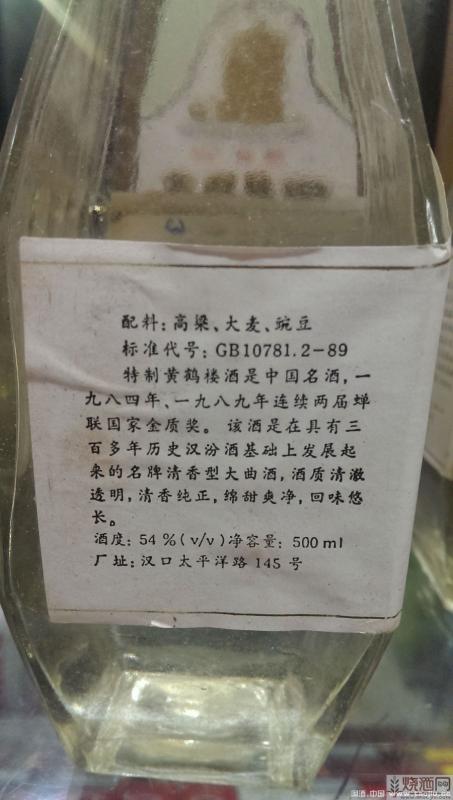 配料：高梁、大麦、豌豆
标准代号：GB10781.2-89
特制黄鹤楼酒是中国名酒，一
九八四年、一九八九年连续两届蝉
联国家金质奖。该酒是在具有三
百多年历史汉汾酒基础上发展起
来的名牌清香型大曲酒，酒质清澈
透明，清香纯正，绵甜爽净，回味悠
长。
酒度：54％(v/v)净容量：500ml
厂址：汉口太平洋路145号
烧酒网